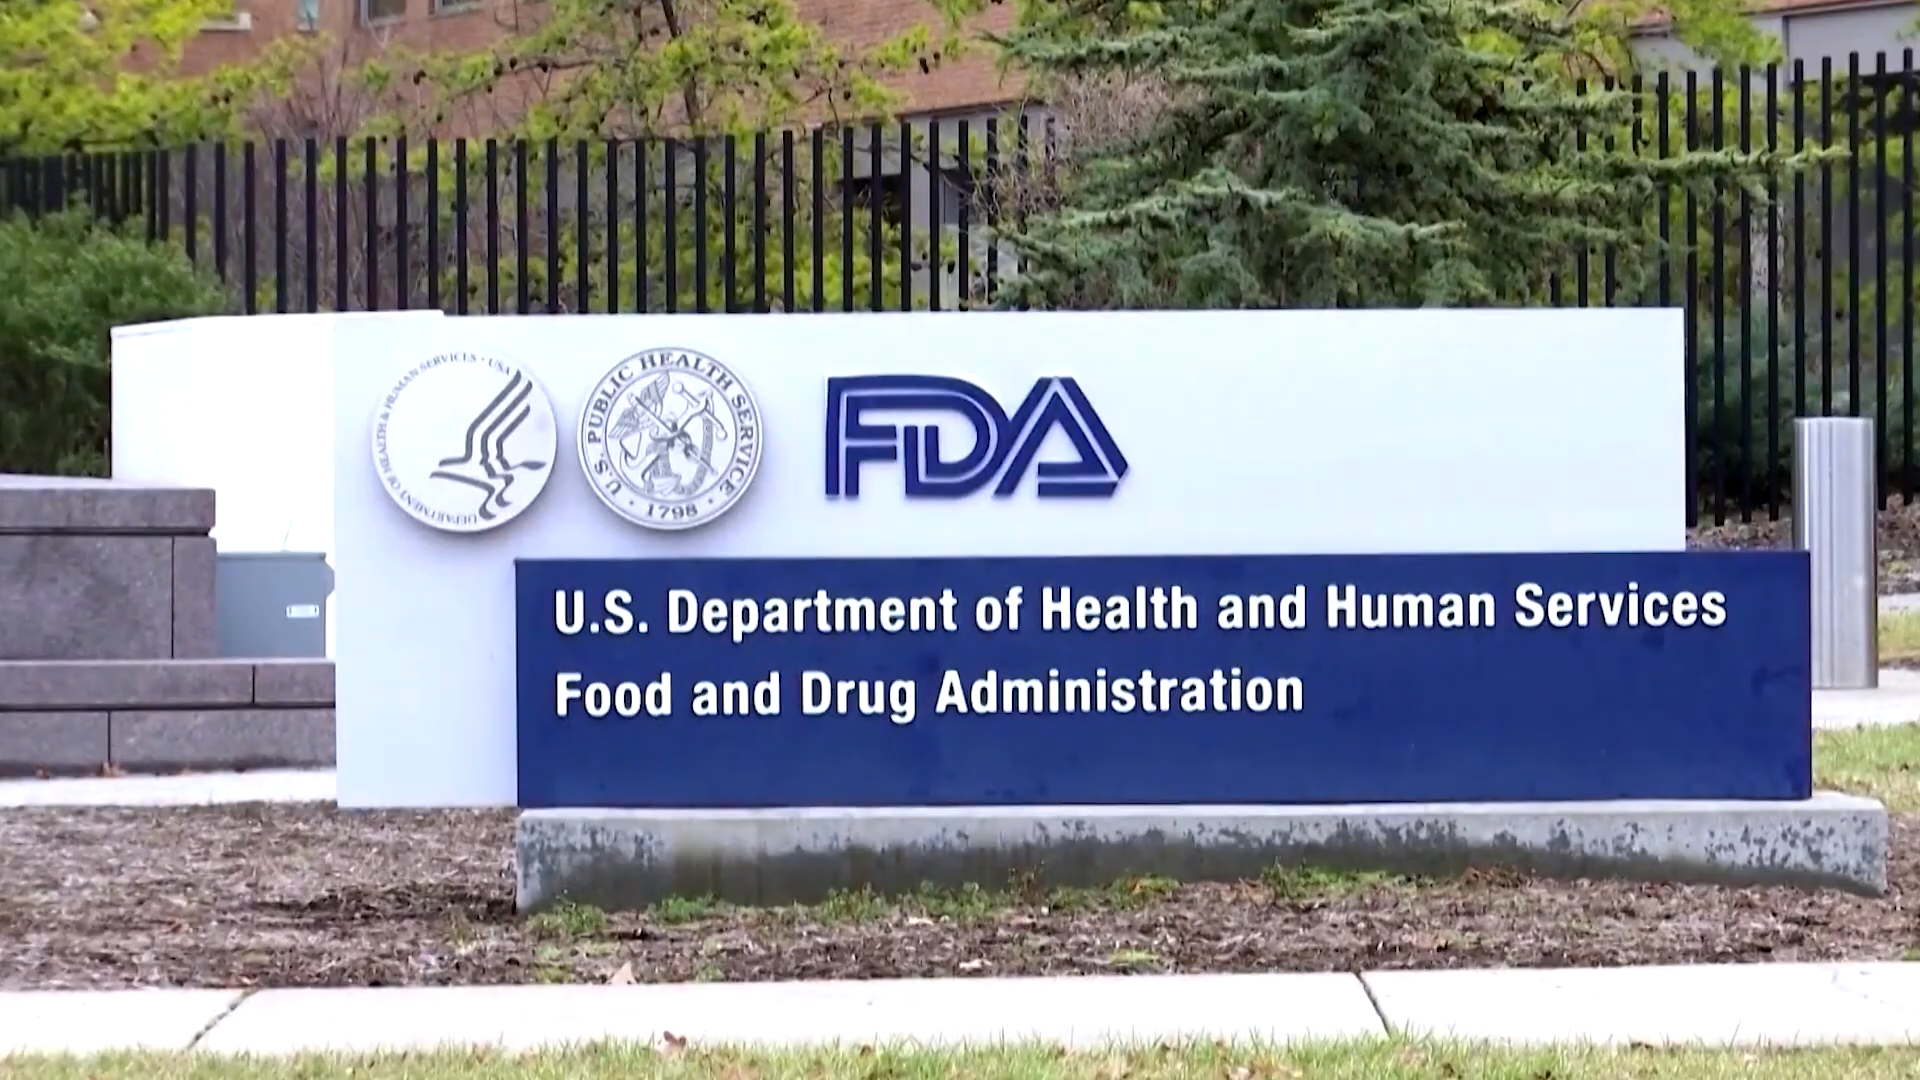 DEPARTMENT OF HEALTH & HUMAN SERVICES · USA
U.S. PUBLIC HEALTH SERVICE
· 1798 ·
FDA
U.S. Department of Health and Human Services
Food and Drug Administration